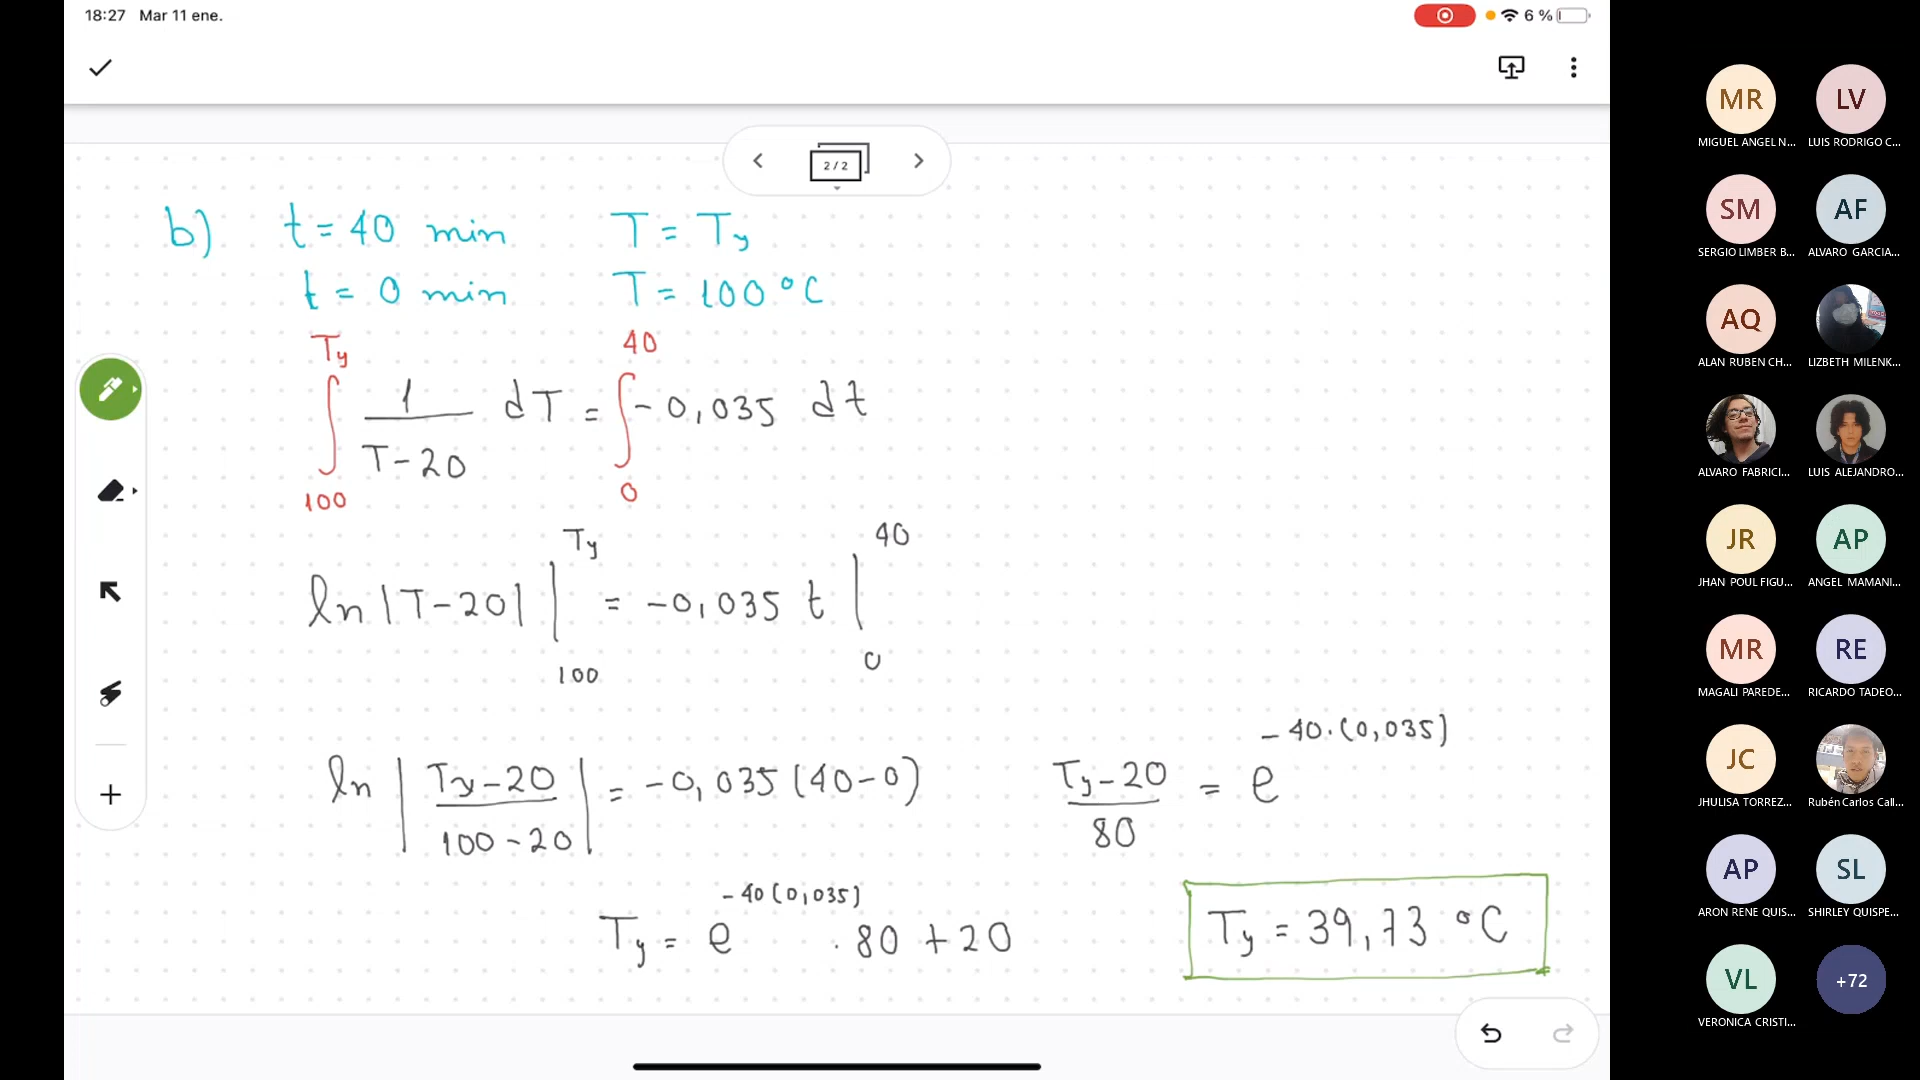 18:27 Mar 11 ene.
6 %
2 / 2
b) t = 40 min T = Ty
t = 0 min T = 100 °C
Ty 40
∫ 1/(T-20) dT = ∫ -0,035 dt
100 0
Ty 40
ln |T-20| | = -0,035 t |
100 0
ln | (Ty-20)/(100-20) | = -0,035 (40-0)
(Ty-20)/80 = e^(-40·(0,035))
Ty = e^(-40(0,035)) · 80 + 20
Ty = 39,73 °C
MR
MIGUEL ANGEL N...
LV
LUIS RODRIGO C...
SM
SERGIO LIMBER B...
AF
ALVARO GARCIA...
AQ
ALAN RUBEN CH...
LIZBETH MILENK...
ALVARO FABRICI...
LUIS ALEJANDRO...
JR
JHAN POUL FIGU...
AP
ANGEL MAMANI...
MR
MAGALI PAREDE...
RE
RICARDO TADEO...
JC
JHULISA TORREZ...
Rubén Carlos Call...
AP
ARON RENE QUIS...
SL
SHIRLEY QUISPE...
VL
VERONICA CRISTI...
+72